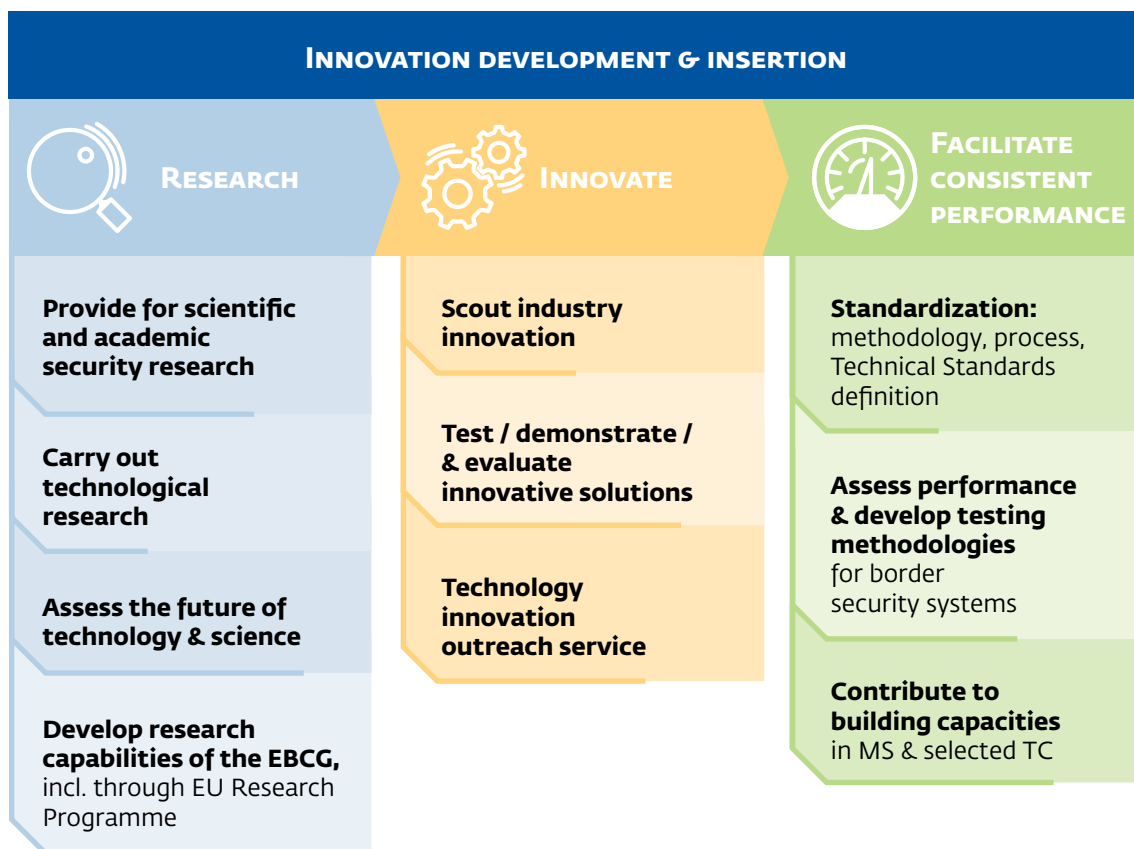 INNOVATION DEVELOPMENT & INSERTION
RESEARCH
Provide for scientific
and academic
security research
Carry out
technological
research
Assess the future of
technology & science
Develop research
capabilities of the EBCG,
incl. through EU Research
Programme
INNOVATE
Scout industry
innovation
Test / demonstrate /
& evaluate
innovative solutions
Technology
innovation
outreach service
FACILITATE
CONSISTENT
PERFORMANCE
Standardization:
methodology, process,
Technical Standards
definition
Assess performance
& develop testing
methodologies
for border
security systems
Contribute to
building capacities
in MS & selected TC